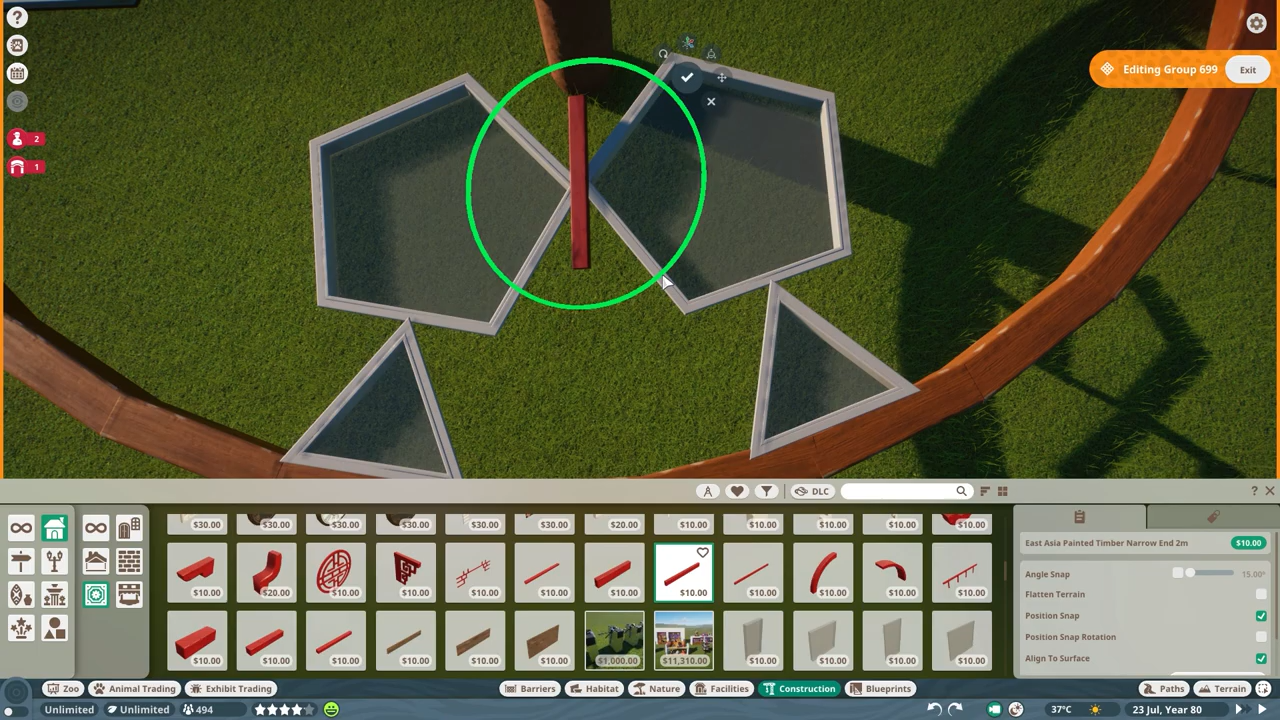 ?
Editing Group 699 Exit
2
1
DLC
?
$30.00 $30.00 $30.00 $30.00 $30.00 $30.00 $20.00 $10.00 $10.00 $10.00 $10.00 $10.00
East Asia Painted Timber Narrow End 2m $10.00
$10.00 $20.00 $10.00 $10.00 $10.00 $10.00 $10.00 $10.00 $10.00 $10.00 $10.00 $10.00
Angle Snap 15.00°
Flatten Terrain
Position Snap
Position Snap Rotation
Align To Surface
$10.00 $10.00 $10.00 $10.00 $10.00 $10.00 $1,000.00 $11,310.00 $10.00 $10.00 $10.00 $10.00
Zoo Animal Trading Exhibit Trading Barriers Habitat Nature Facilities Construction Blueprints Paths Terrain
Unlimited Unlimited 494 37°C 23 Jul, Year 80